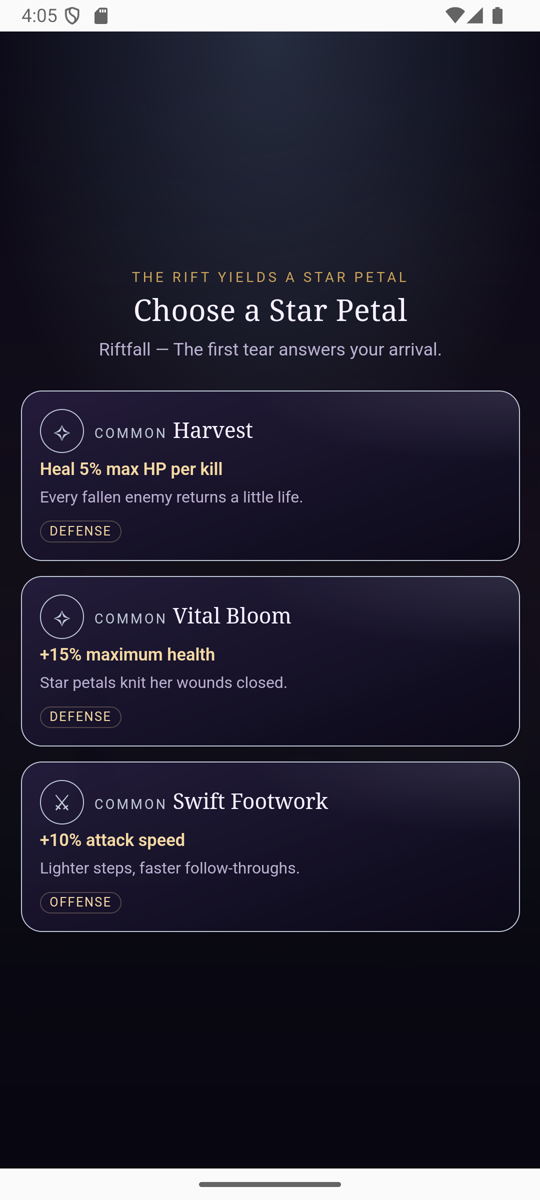 4:05
THE RIFT YIELDS A STAR PETAL
Choose a Star Petal
Riftfall — The first tear answers your arrival.
COMMON Harvest
Heal 5% max HP per kill
Every fallen enemy returns a little life.
DEFENSE
COMMON Vital Bloom
+15% maximum health
Star petals knit her wounds closed.
DEFENSE
COMMON Swift Footwork
+10% attack speed
Lighter steps, faster follow-throughs.
OFFENSE